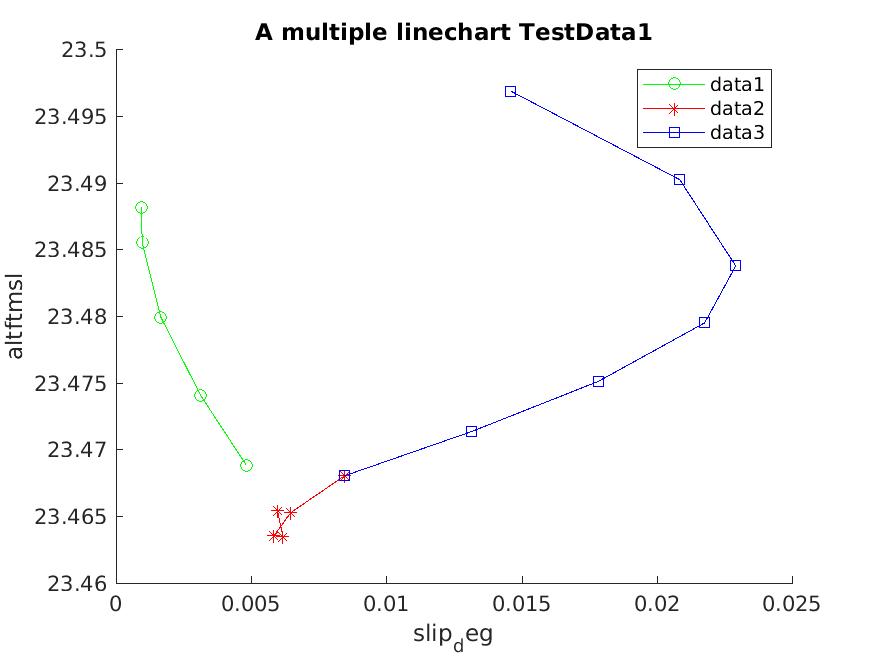 A multiple linechart TestData1
23.5
23.495
23.49
23.485
23.48
23.475
23.47
23.465
23.46
altftmsl
data1
data2
data3
0 0.005 0.01 0.015 0.02 0.025
slip_deg